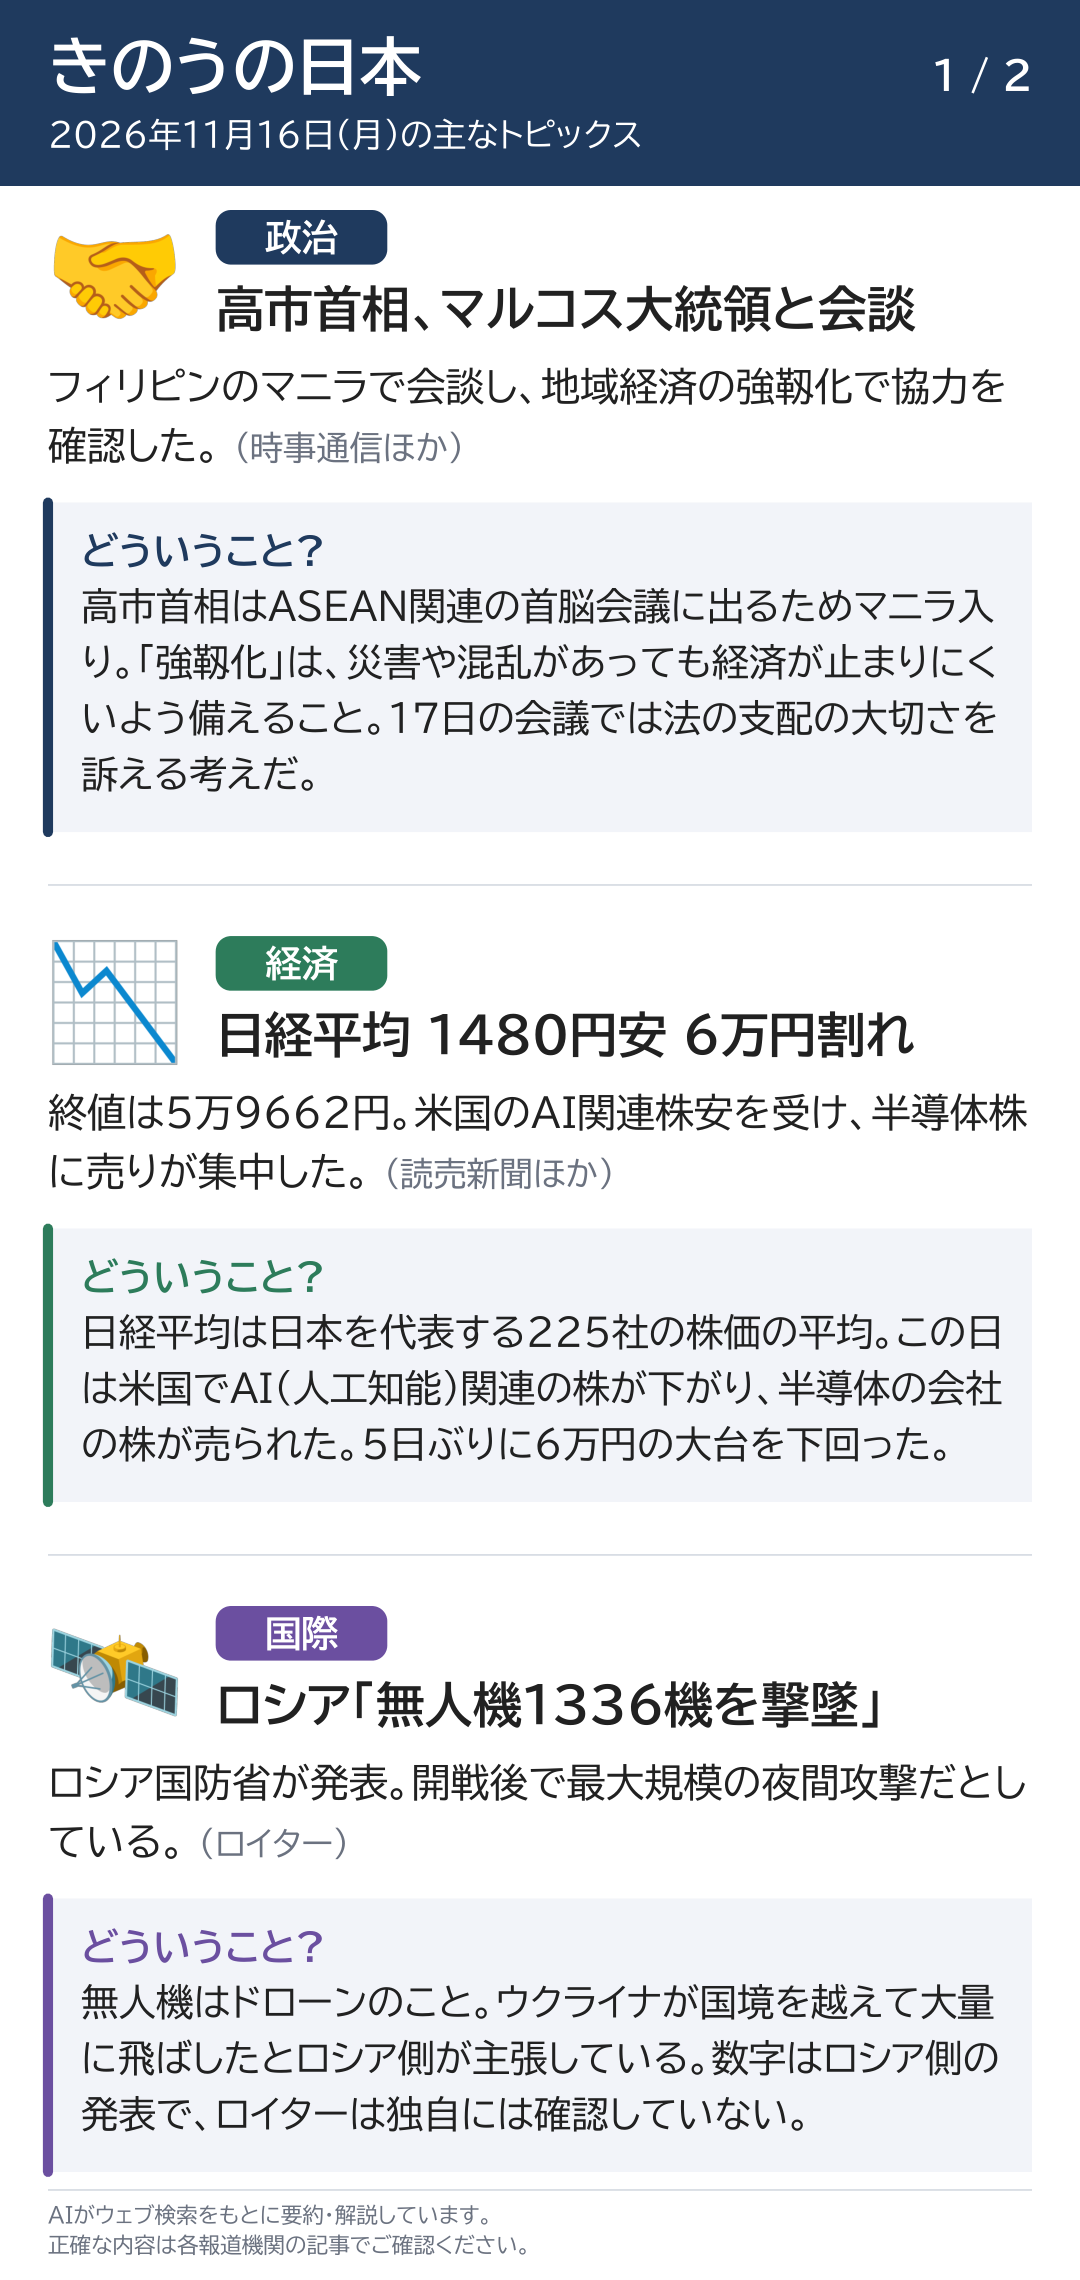 きのうの日本
1 / 2
2026年11月16日(月)の主なトピックス
政治
高市首相、マルコス大統領と会談
フィリピンのマニラで会談し、地域経済の強靱化で協力を
確認した。（時事通信ほか）
どういうこと?
高市首相はASEAN関連の首脳会議に出るためマニラ入
り。「強靱化」は、災害や混乱があっても経済が止まりにく
いよう備えること。17日の会議では法の支配の大切さを
訴える考えだ。
経済
日経平均 1480円安 6万円割れ
終値は5万9662円。米国のAI関連株安を受け、半導体株
に売りが集中した。（読売新聞ほか）
どういうこと?
日経平均は日本を代表する225社の株価の平均。この日
は米国でAI(人工知能)関連の株が下がり、半導体の会社
の株が売られた。5日ぶりに6万円の大台を下回った。
国際
ロシア「無人機1336機を撃墜」
ロシア国防省が発表。開戦後で最大規模の夜間攻撃だとし
ている。（ロイター）
どういうこと?
無人機はドローンのこと。ウクライナが国境を越えて大量
に飛ばしたとロシア側が主張している。数字はロシア側の
発表で、ロイターは独自には確認していない。
AIがウェブ検索をもとに要約・解説しています。
正確な内容は各報道機関の記事でご確認ください。